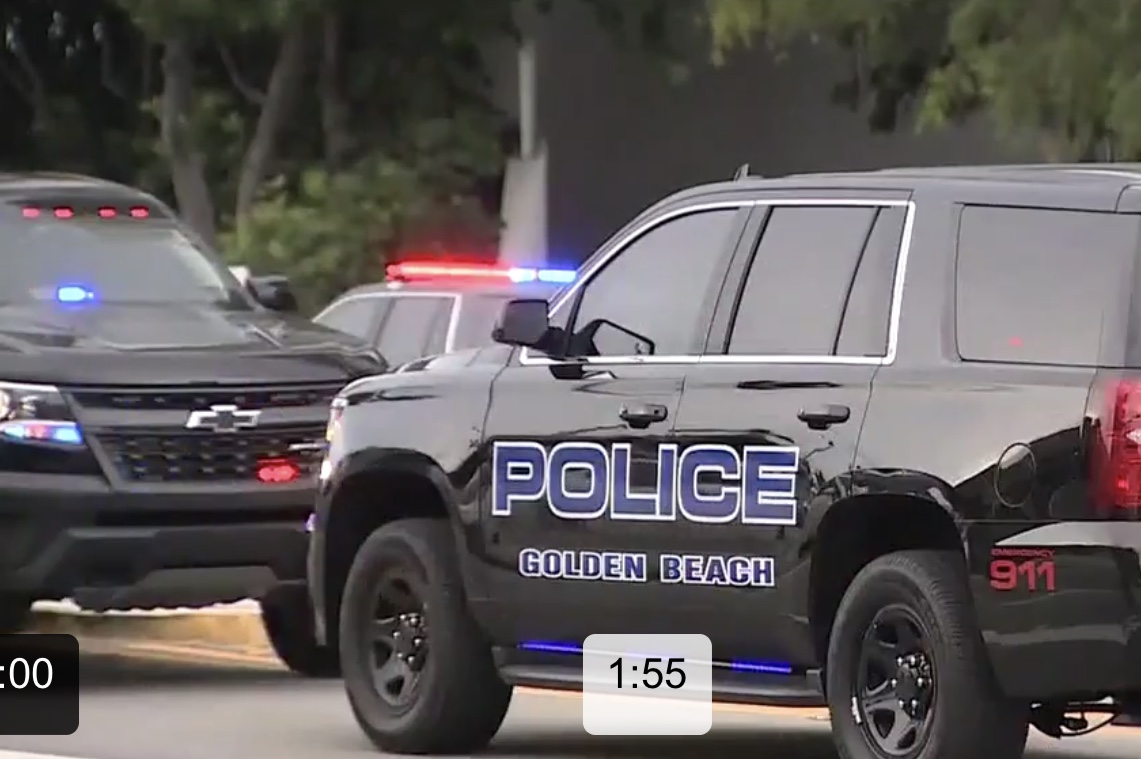 POLICE
GOLDEN BEACH
EMERGENCY
911
:00
1:55